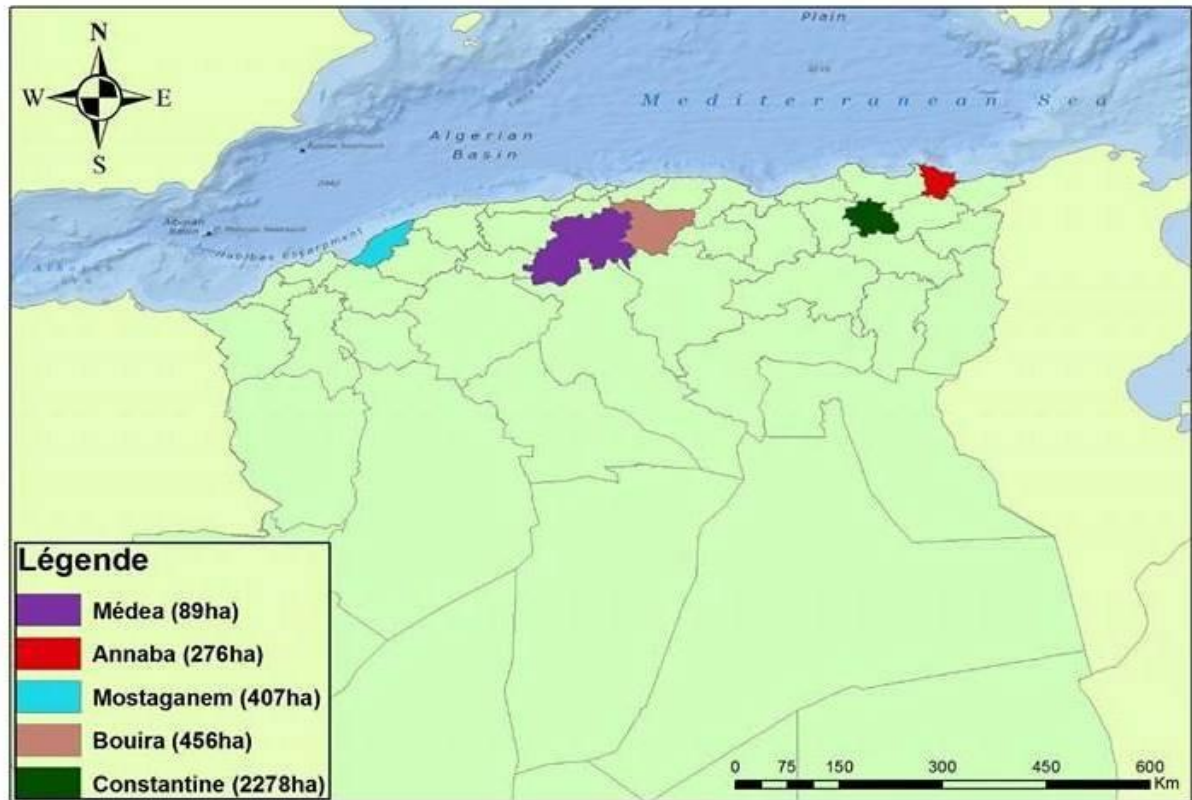 Plain
N
W E
S
Mediterranean Sea
Algerian
Basin
Légende
Médea (89ha)
Annaba (276ha)
Mostaganem (407ha)
Bouira (456ha)
Constantine (2278ha)
0 75 150 300 450 600
Km